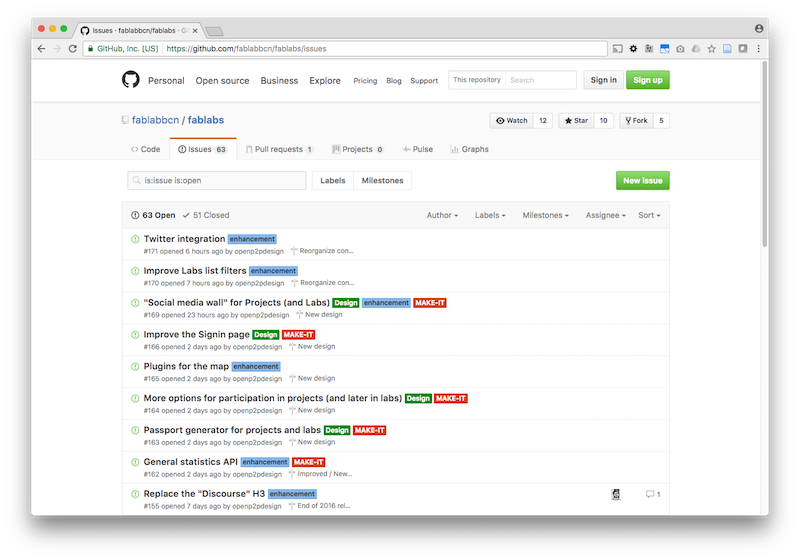 Issues · fablabbcn/fablabs · Gi
GitHub, Inc. [US] https://github.com/fablabbcn/fablabs/issues
Personal Open source Business Explore Pricing Blog Support This repository Search Sign in Sign up
fablabbcn / fablabs Watch 12 Star 10 Fork 5
Code Issues 63 Pull requests 1 Projects 0 Pulse Graphs
is:issue is:open Labels Milestones New issue
63 Open 51 Closed Author Labels Milestones Assignee Sort
Twitter integration enhancement
#171 opened 6 hours ago by openp2pdesign Reorganize con...
Improve Labs list filters enhancement
#170 opened 7 hours ago by openp2pdesign Reorganize con...
"Social media wall" for Projects (and Labs) Design enhancement MAKE-IT
#169 opened 23 hours ago by openp2pdesign New design
Improve the Signin page Design MAKE-IT
#166 opened 2 days ago by openp2pdesign New design
Plugins for the map enhancement
#165 opened 2 days ago by openp2pdesign New design
More options for participation in projects (and later in labs) Design MAKE-IT
#164 opened 2 days ago by openp2pdesign New design
Passport generator for projects and labs Design MAKE-IT
#163 opened 2 days ago by openp2pdesign New design
General statistics API enhancement MAKE-IT
#162 opened 2 days ago by openp2pdesign Improved / New...
Replace the "Discourse" H3 enhancement 1
#155 opened 7 days ago by openp2pdesign End of 2016 rel...